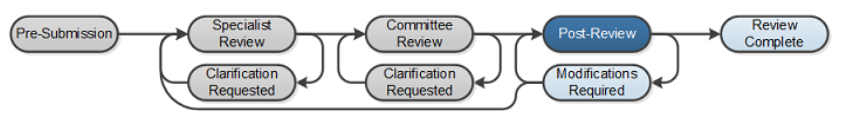 Pre-Submission
Specialist
Review
Clarification
Requested
Committee
Review
Clarification
Requested
Post-Review
Modifications
Required
Review
Complete